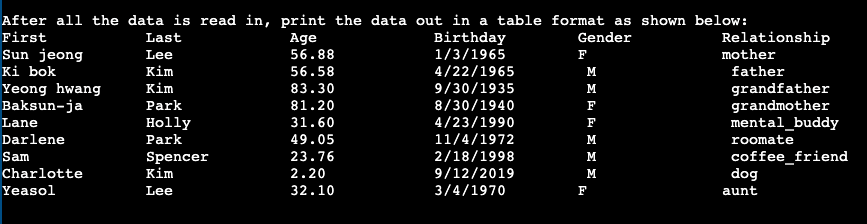 After all the data is read in, print the data out in a table format as shown below:
First Last Age Birthday Gender Relationship
Sun jeong Lee 56.88 1/3/1965 F mother
Ki bok Kim 56.58 4/22/1965 M father
Yeong hwang Kim 83.30 9/30/1935 M grandfather
Baksun-ja Park 81.20 8/30/1940 F grandmother
Lane Holly 31.60 4/23/1990 F mental_buddy
Darlene Park 49.05 11/4/1972 M roomate
Sam Spencer 23.76 2/18/1998 M coffee_friend
Charlotte Kim 2.20 9/12/2019 M dog
Yeasol Lee 32.10 3/4/1970 F aunt